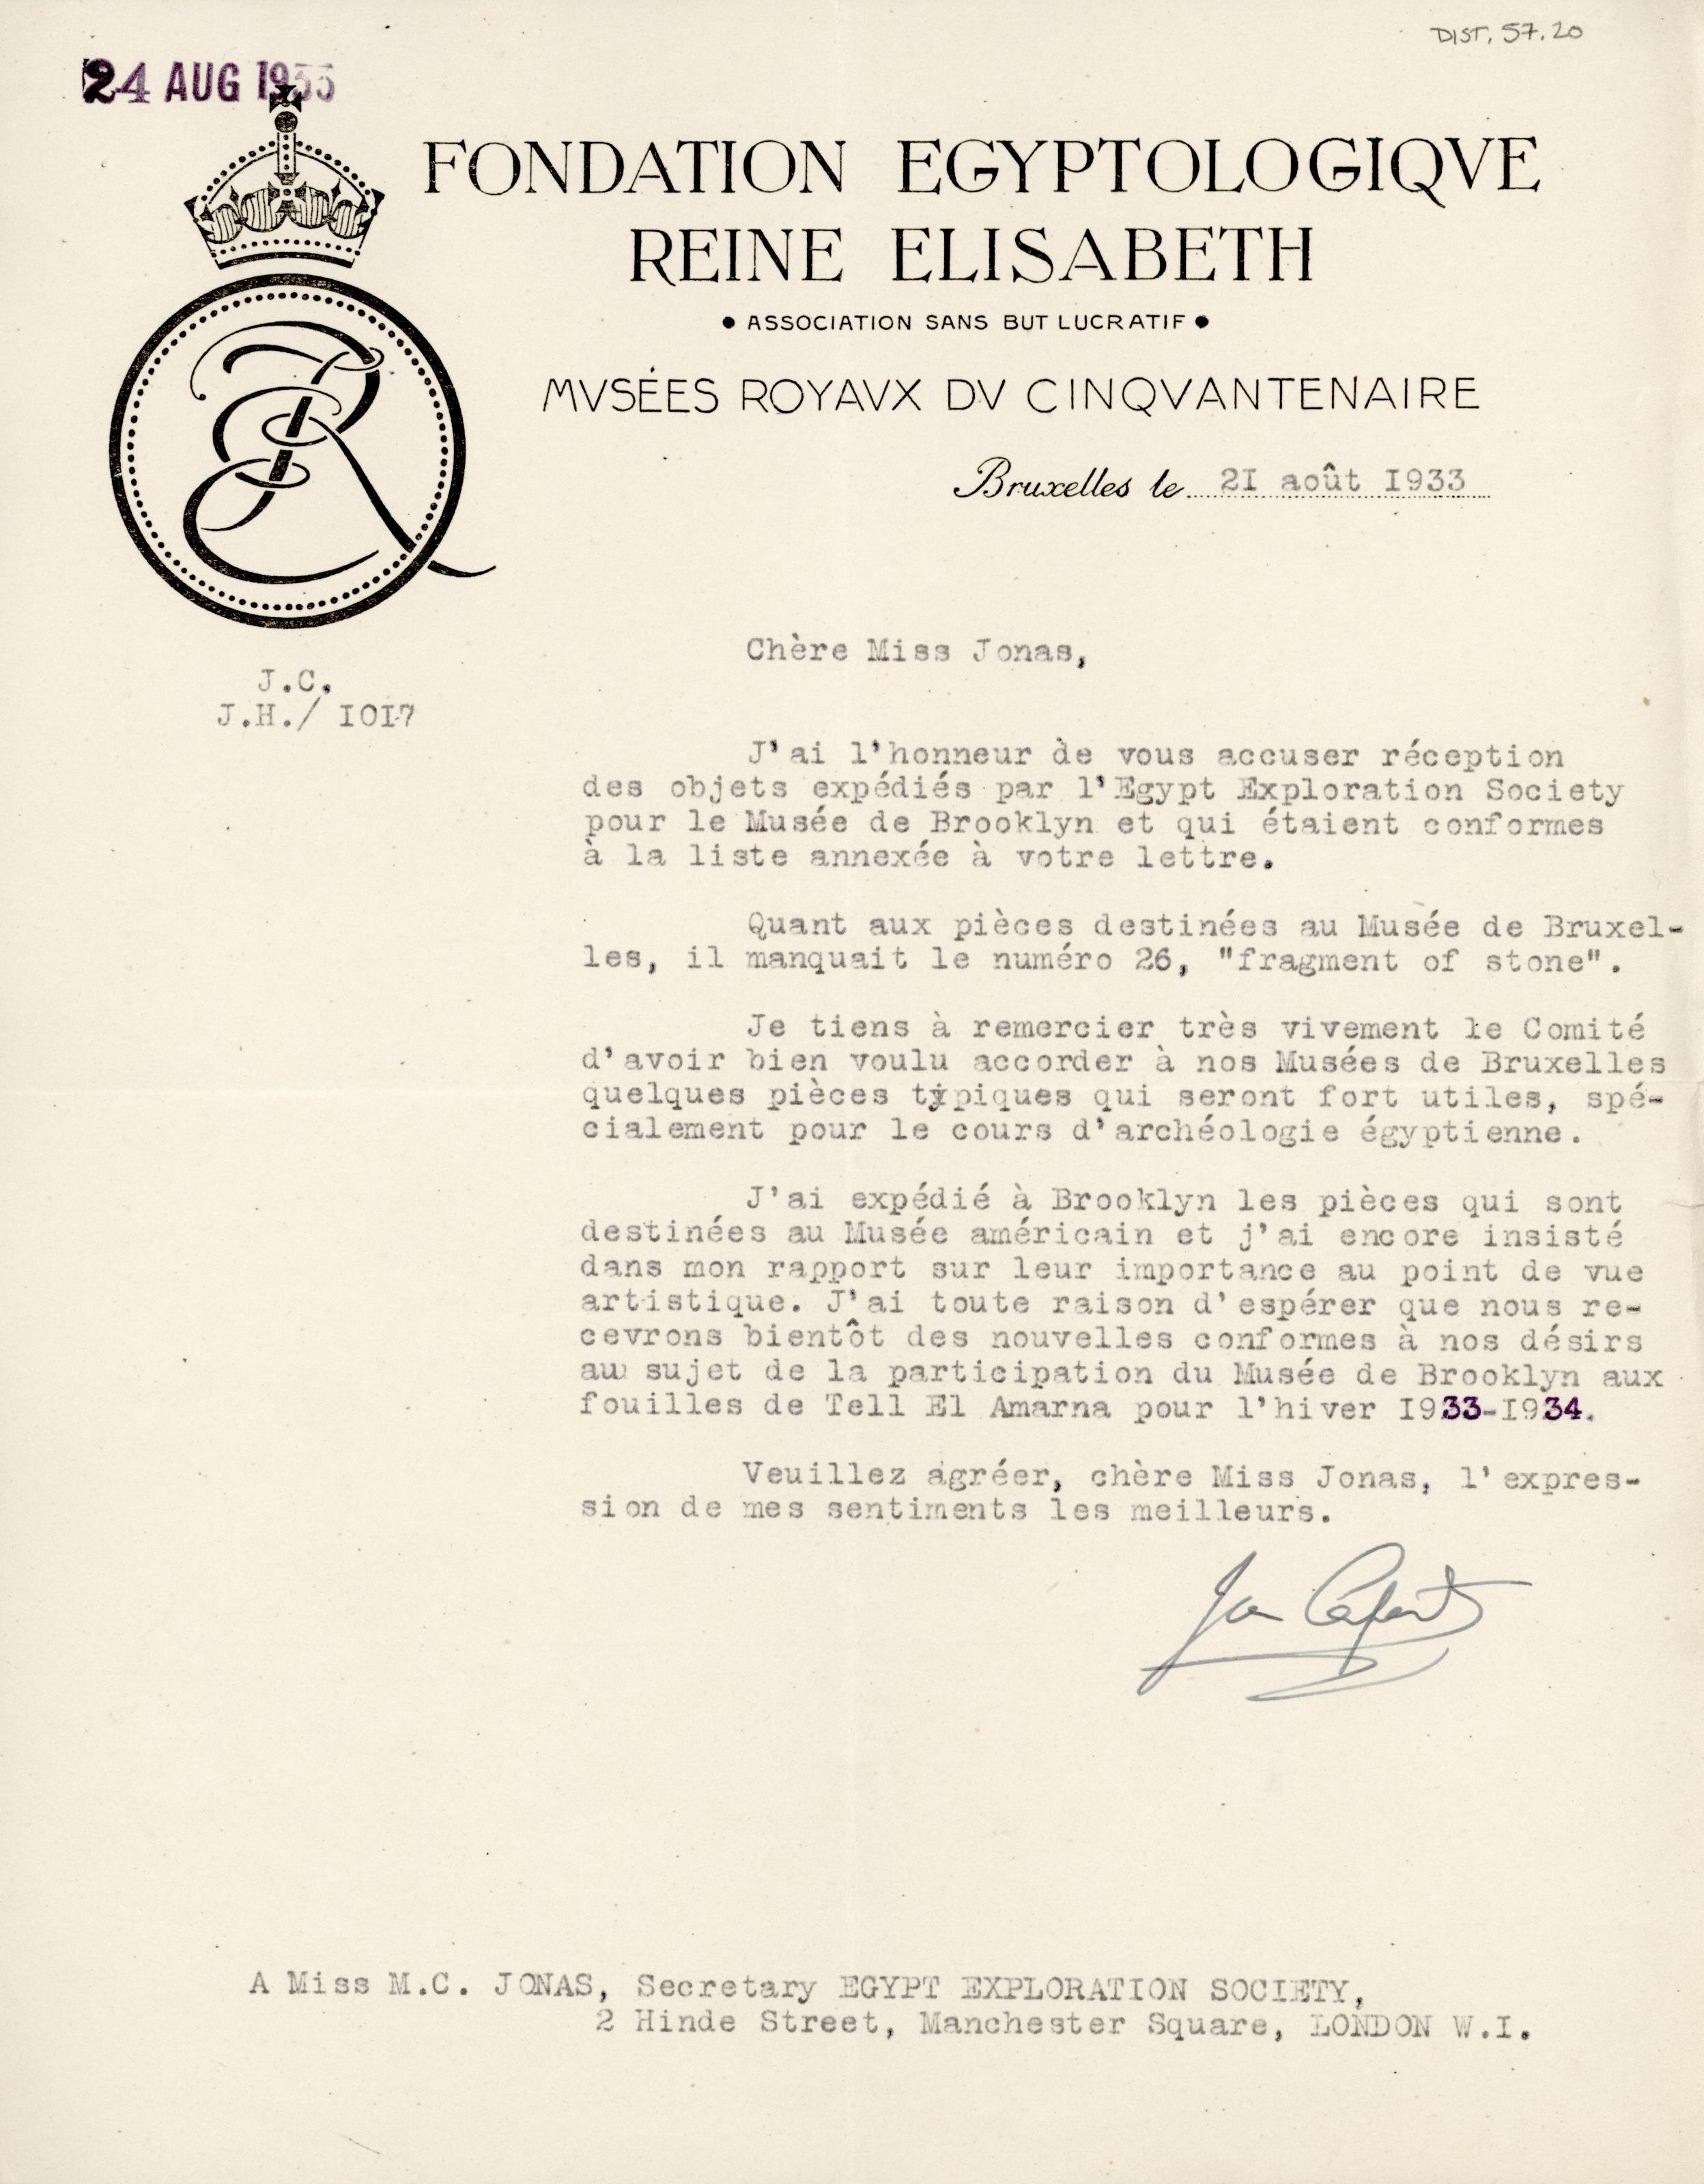 DIST. 57.20
24 AUG 1933
FONDATION EGYPTOLOGIQVE
REINE ELISABETH
• ASSOCIATION SANS BUT LUCRATIF •
MVSÉES ROYAVX DV CINQVANTENAIRE
Bruxelles le 21 août 1933
Chère Miss Jonas,
J.C.
J.H./ IOI7
J'ai l'honneur de vous accuser réception
des objets expédiés par l'Egypt Exploration Society
pour le Musée de Brooklyn et qui étaient conformes
à la liste annexée à votre lettre.
Quant aux pièces destinées au Musée de Bruxel-
les, il manquait le numéro 26, "fragment of stone".
Je tiens à remercier très vivement le Comité
d'avoir bien voulu accorder à nos Musées de Bruxelles
quelques pièces typiques qui seront fort utiles, spé-
cialement pour le cours d'archéologie égyptienne.
J'ai expédié à Brooklyn les pièces qui sont
destinées au Musée américain et j'ai encore insisté
dans mon rapport sur leur importance au point de vue
artistique. J'ai toute raison d'espérer que nous re-
cevrons bientôt des nouvelles conformes à nos désirs
au sujet de la participation du Musée de Brooklyn aux
fouilles de Tell El Amarna pour l'hiver I933-I934.
Veuillez agréer, chère Miss Jonas, l'expres-
sion de mes sentiments les meilleurs.
Jean Capart
A Miss M.C. JONAS, Secretary EGYPT EXPLORATION SOCIETY,
2 Hinde Street, Manchester Square, LONDON W.I.